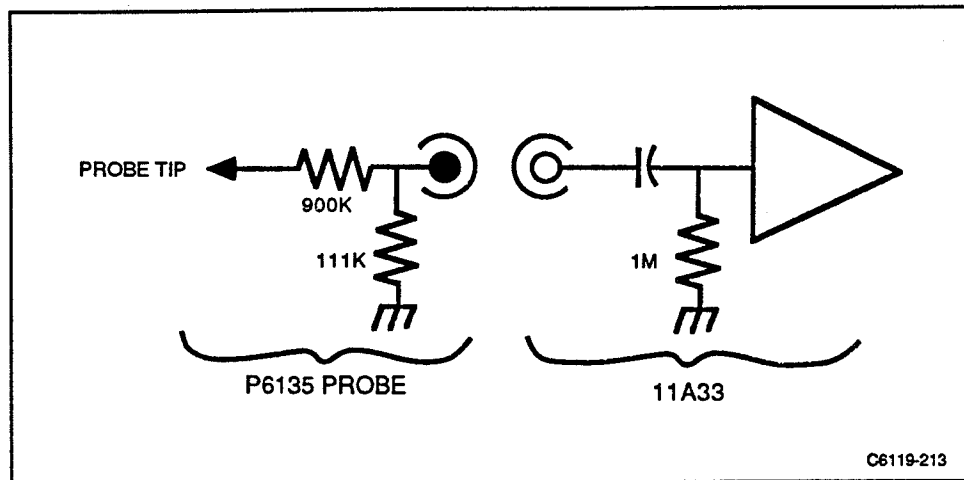 PROBE TIP
900K
111K
1M
P6135 PROBE
11A33
C6119-213